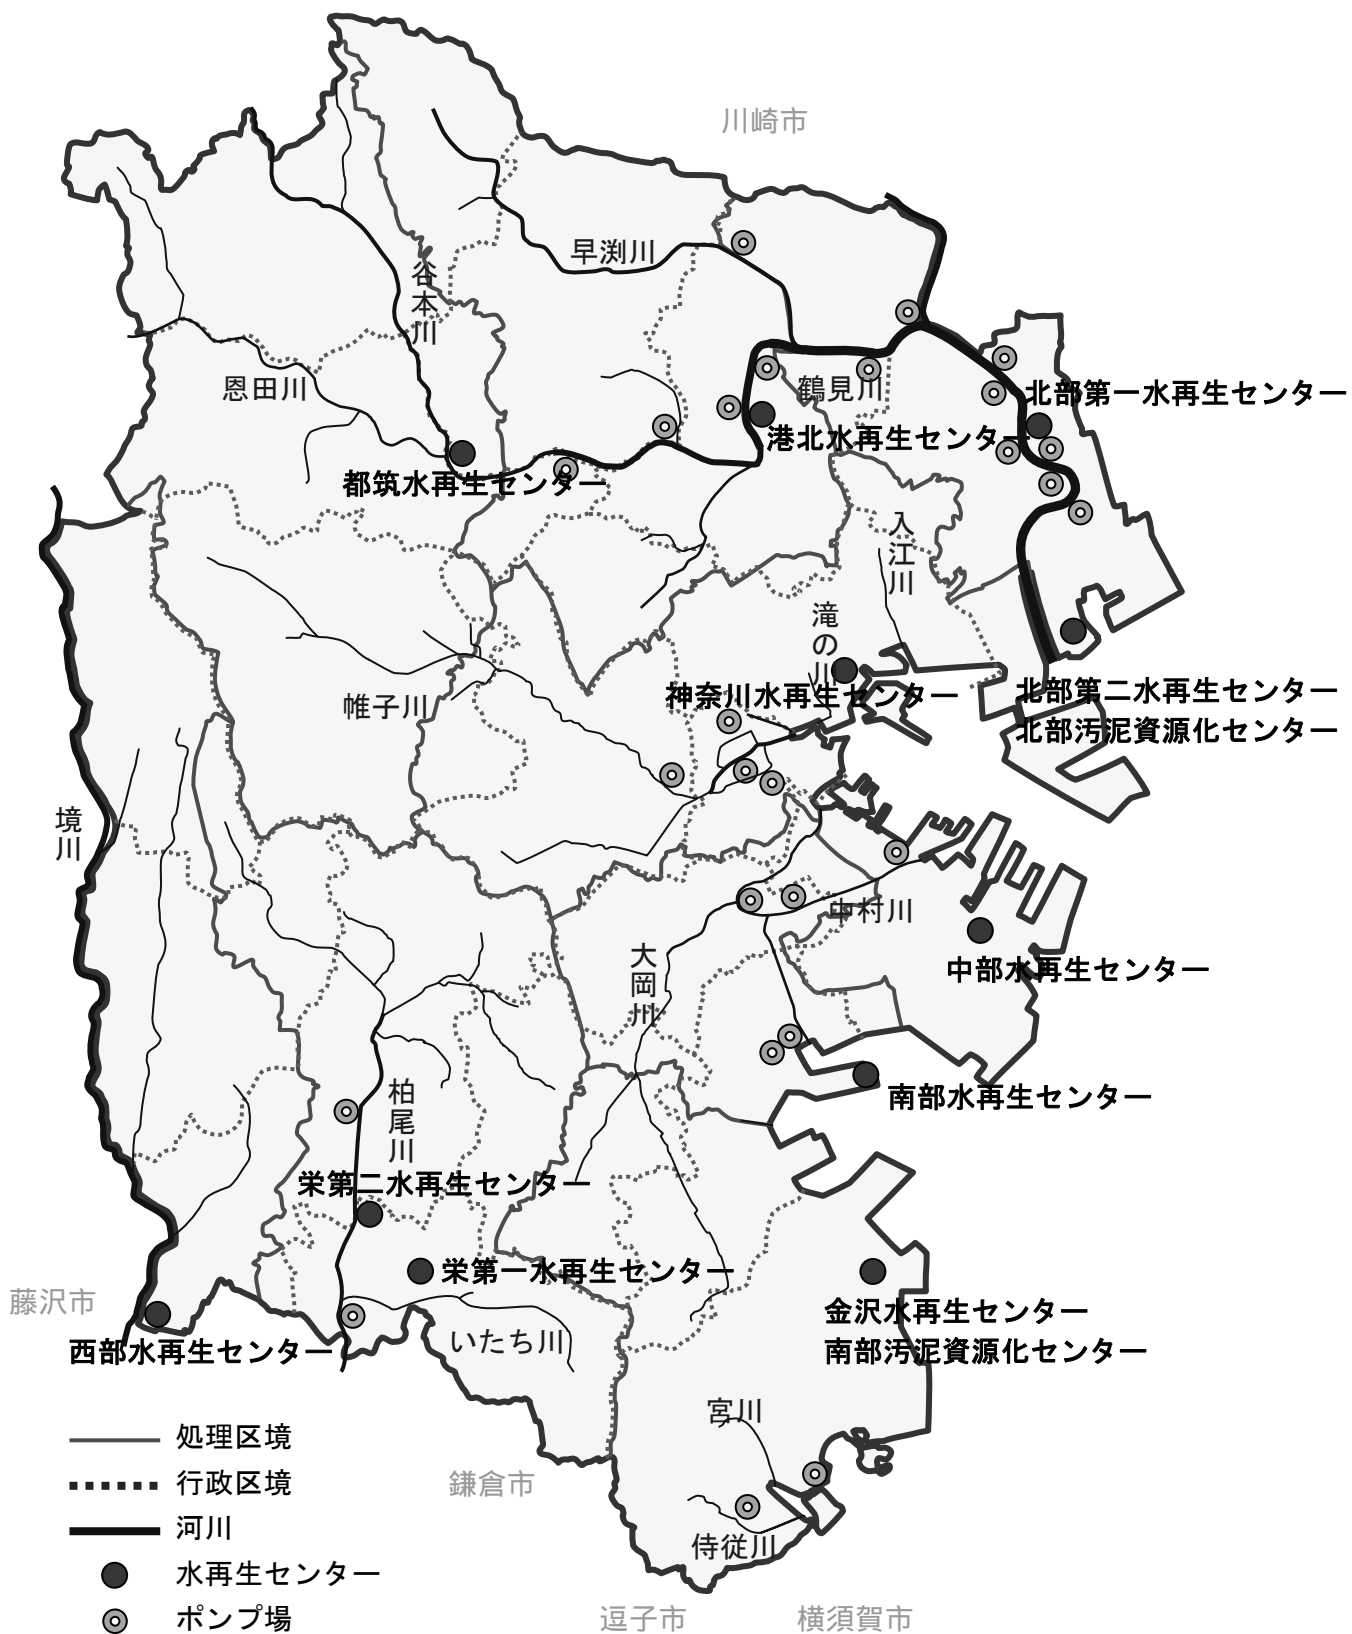 川崎市
早渕川
谷本川
恩田川
鶴見川
北部第一水再生センター
港北水再生センター
都筑水再生センター
入江川
滝の川
神奈川水再生センター
北部第二水再生センター
北部汚泥資源化センター
帷子川
境川
中村川
大岡川
中部水再生センター
柏尾川
南部水再生センター
栄第二水再生センター
栄第一水再生センター
藤沢市
西部水再生センター
いたち川
金沢水再生センター
南部汚泥資源化センター
宮川
鎌倉市
侍従川
逗子市
横須賀市
処理区境
行政区境
河川
水再生センター
ポンプ場